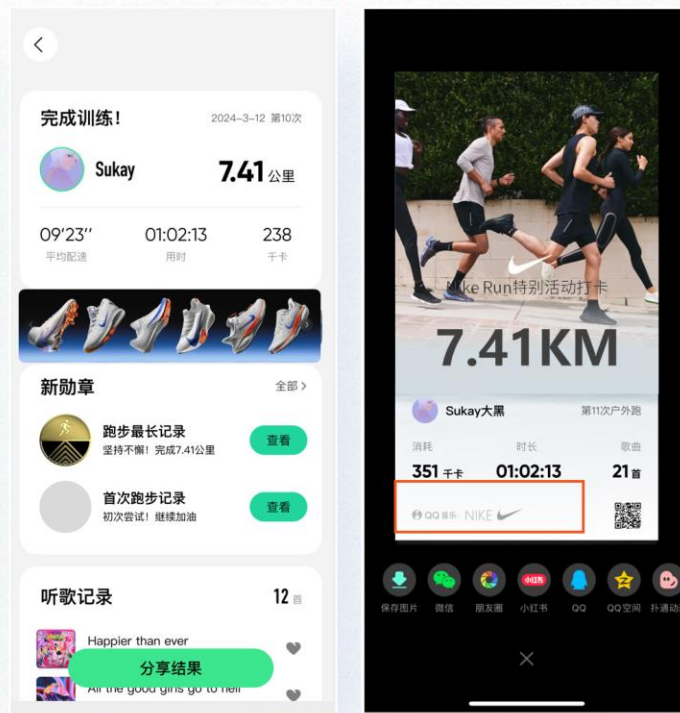 完成训练！
2024-3-12 第10次
Sukay
7.41 公里
09'23''
01:02:13
238
平均配速
用时
千卡
新勋章
全部 >
跑步最长记录
坚持不懈！完成7.41公里
查看
首次跑步记录
初次尝试！继续加油
查看
听歌记录
12 首
Happier than ever
分享结果
All the good girls go to hell
Nike Run特别活动打卡
7.41KM
Sukay大黑
第11次户外跑
消耗
时长
歌曲
351 千卡
01:02:13
21 首
QQ音乐· NIKE
保存图片
微信
朋友圈
小红书
小红书
QQ
QQ空间
扑通动